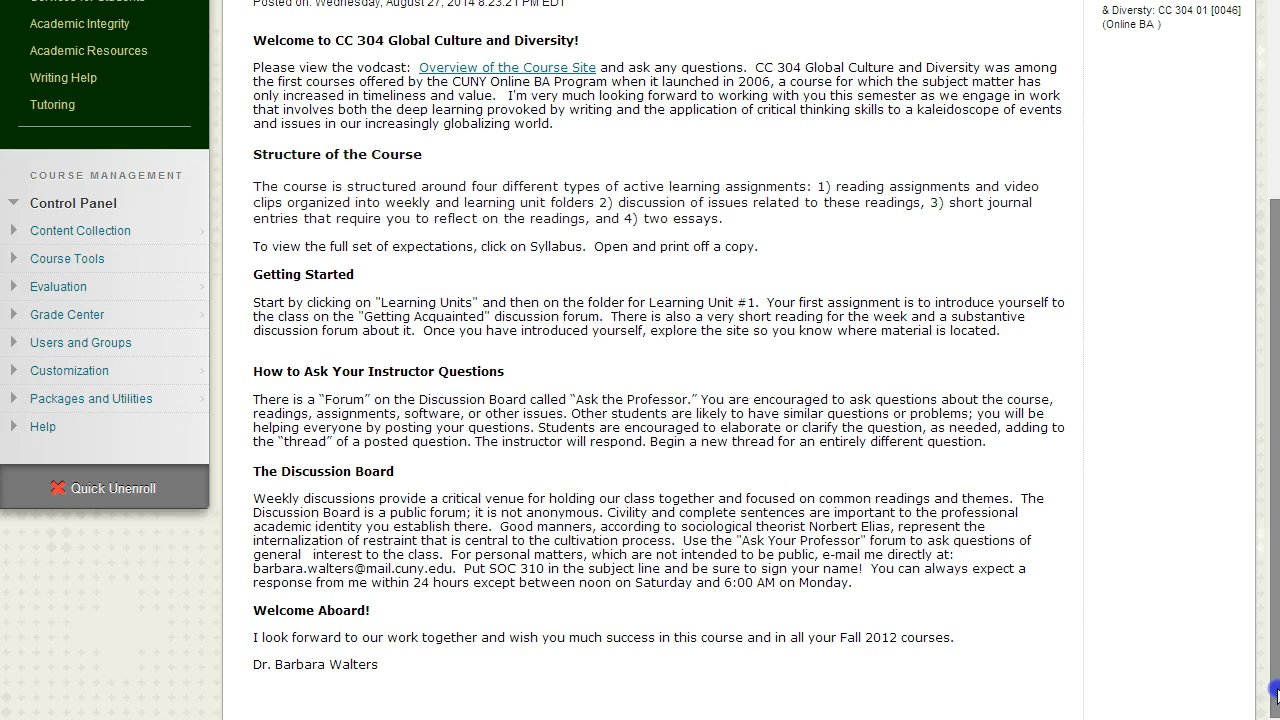 Services for Students
Academic Integrity
Academic Resources
Writing Help
Tutoring
COURSE MANAGEMENT
Control Panel
Content Collection
Course Tools
Evaluation
Grade Center
Users and Groups
Customization
Packages and Utilities
Help
Quick Unenroll
Posted on: Wednesday, August 27, 2014 8:23:21 PM EDT
Welcome to CC 304 Global Culture and Diversity!
Please view the vodcast:  Overview of the Course Site and ask any questions.  CC 304 Global Culture and Diversity was among
the first courses offered by the CUNY Online BA Program when it launched in 2006, a course for which the subject matter has
only increased in timeliness and value.   I'm very much looking forward to working with you this semester as we engage in work
that involves both the deep learning provoked by writing and the application of critical thinking skills to a kaleidoscope of events
and issues in our increasingly globalizing world.
Structure of the Course
The course is structured around four different types of active learning assignments: 1) reading assignments and video
clips organized into weekly and learning unit folders 2) discussion of issues related to these readings, 3) short journal
entries that require you to reflect on the readings, and 4) two essays.
To view the full set of expectations, click on Syllabus.  Open and print off a copy.
Getting Started
Start by clicking on "Learning Units" and then on the folder for Learning Unit #1.  Your first assignment is to introduce yourself to
the class on the "Getting Acquainted" discussion forum.  There is also a very short reading for the week and a substantive
discussion forum about it.  Once you have introduced yourself, explore the site so you know where material is located.
How to Ask Your Instructor Questions
There is a “Forum” on the Discussion Board called “Ask the Professor.” You are encouraged to ask questions about the course,
readings, assignments, software, or other issues. Other students are likely to have similar questions or problems; you will be
helping everyone by posting your questions. Students are encouraged to elaborate or clarify the question, as needed, adding to
the “thread” of a posted question. The instructor will respond. Begin a new thread for an entirely different question.
The Discussion Board
Weekly discussions provide a critical venue for holding our class together and focused on common readings and themes.  The
Discussion Board is a public forum; it is not anonymous. Civility and complete sentences are important to the professional
academic identity you establish there.  Good manners, according to sociological theorist Norbert Elias, represent the
internalization of restraint that is central to the cultivation process.  Use the "Ask Your Professor" forum to ask questions of
general   interest to the class.  For personal matters, which are not intended to be public, e-mail me directly at:
barbara.walters@mail.cuny.edu.  Put SOC 310 in the subject line and be sure to sign your name!  You can always expect a
response from me within 24 hours except between noon on Saturday and 6:00 AM on Monday.
Welcome Aboard!
I look forward to our work together and wish you much success in this course and in all your Fall 2012 courses.
Dr. Barbara Walters
& Diversty: CC 304 01 [0046]
(Online BA )